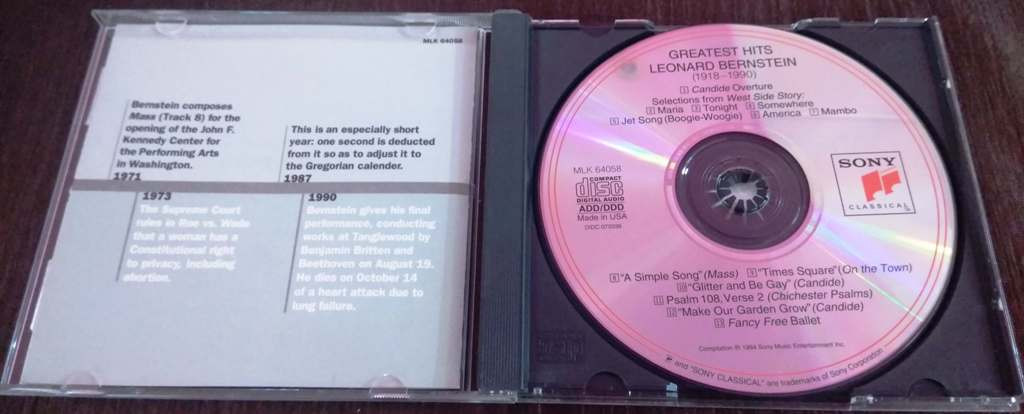 MLK 64058
Bernstein composes
Mass (Track 8) for the
opening of the John F.
Kennedy Center for
the Performing Arts
in Washington.
1971
This is an especially short
year: one second is deducted
from it so as to adjust it to
the Gregorian calender.
1987
1973
The Supreme Court
rules in Roe vs. Wade
that a woman has a
Constitutional right
to privacy, including
abortion.
1990
Bernstein gives his final
performance, conducting
works at Tanglewood by
Benjamin Britten and
Beethoven on August 19.
He dies on October 14
of a heart attack due to
lung failure.
GREATEST HITS
LEONARD BERNSTEIN
(1918-1990)
1 Candide Overture
Selections from West Side Story:
2 Maria 3 Tonight 4 Somewhere
5 Jet Song (Boogie-Woogie) 6 America 7 Mambo
MLK 64058
COMPACT
disc
DIGITAL AUDIO
ADD/DDD
Made in USA
SONY
CLASSICAL
8 "A Simple Song" (Mass) 9 "Times Square" (On the Town)
10 "Glitter and Be Gay" (Candide)
11 Psalm 108, Verse 2 (Chichester Psalms)
12 "Make Our Garden Grow" (Candide)
13 Fancy Free Ballet
Compilation ℗ 1994 Sony Music Entertainment Inc.
and "SONY CLASSICAL" are trademarks of Sony Corporation